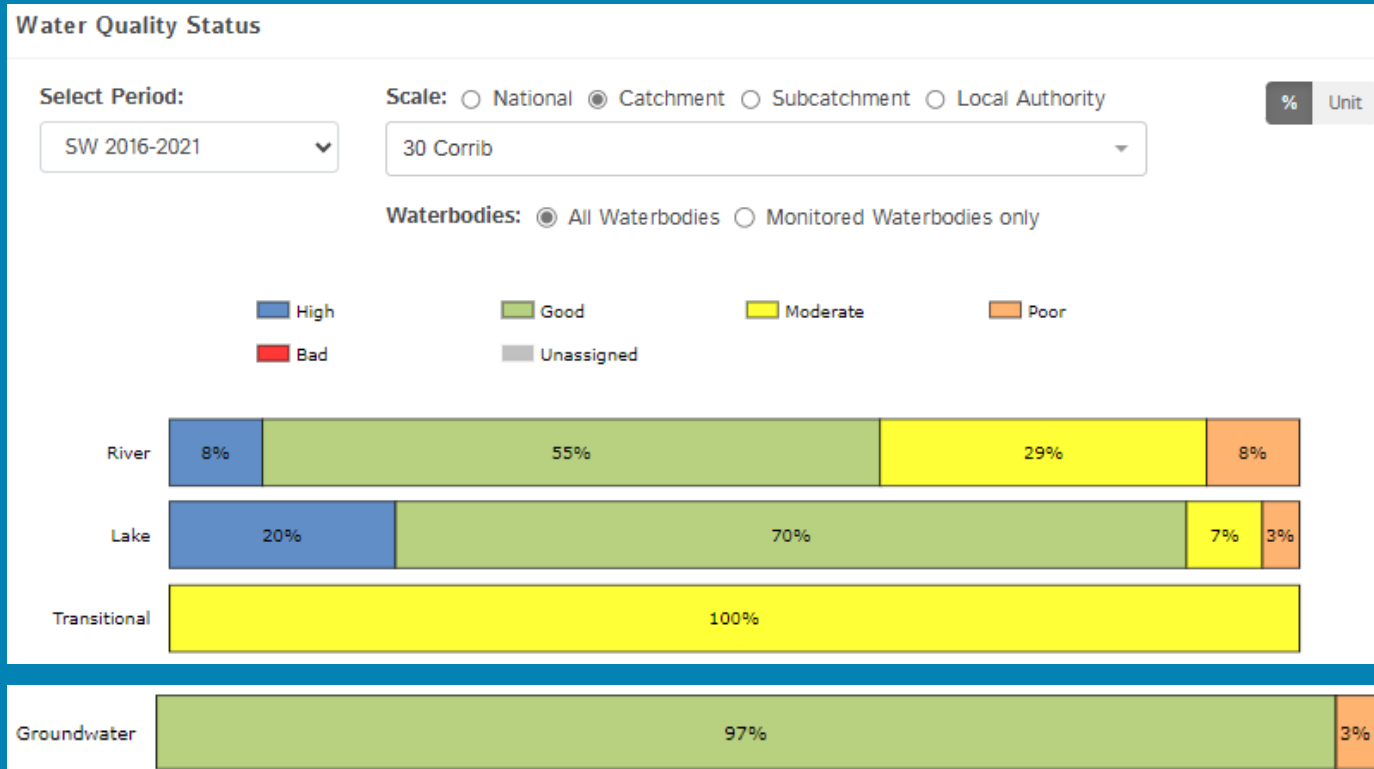 Water Quality Status
Select Period:
Scale: National Catchment Subcatchment Local Authority
% Unit
SW 2016-2021
30 Corrib
Waterbodies: All Waterbodies Monitored Waterbodies only
High Good Moderate Poor
Bad Unassigned
River 8% 55% 29% 8%
Lake 20% 70% 7% 3%
Transitional 100%
Groundwater 97% 3%